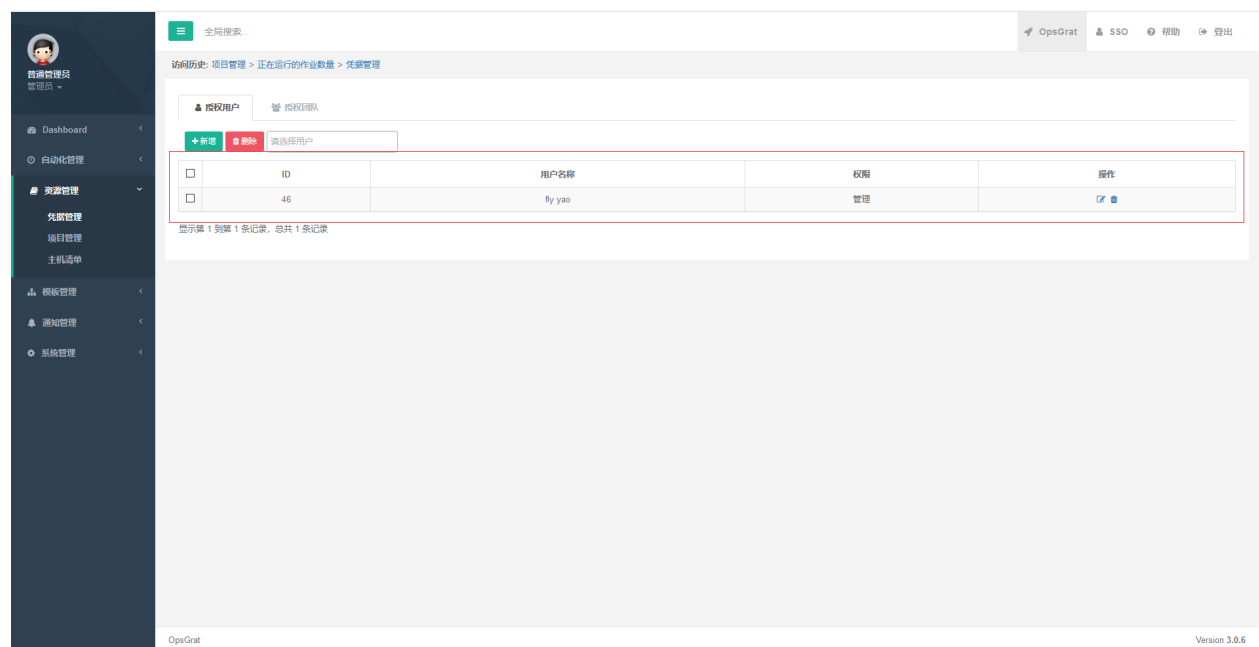 全局搜索...
OpsGrat SSO 帮助 登出
普通管理员
管理员
访问历史: 项目管理 > 正在运行的作业数量 > 凭据管理
授权用户 授权团队
新增 删除 请选择用户
ID 用户名称 权限 操作
46 fly yao 管理
显示第 1 到第 1 条记录，总共 1 条记录
Dashboard
自动化管理
资源管理
凭据管理
项目管理
主机清单
模板管理
通知管理
系统管理
OpsGrat Version 3.0.6